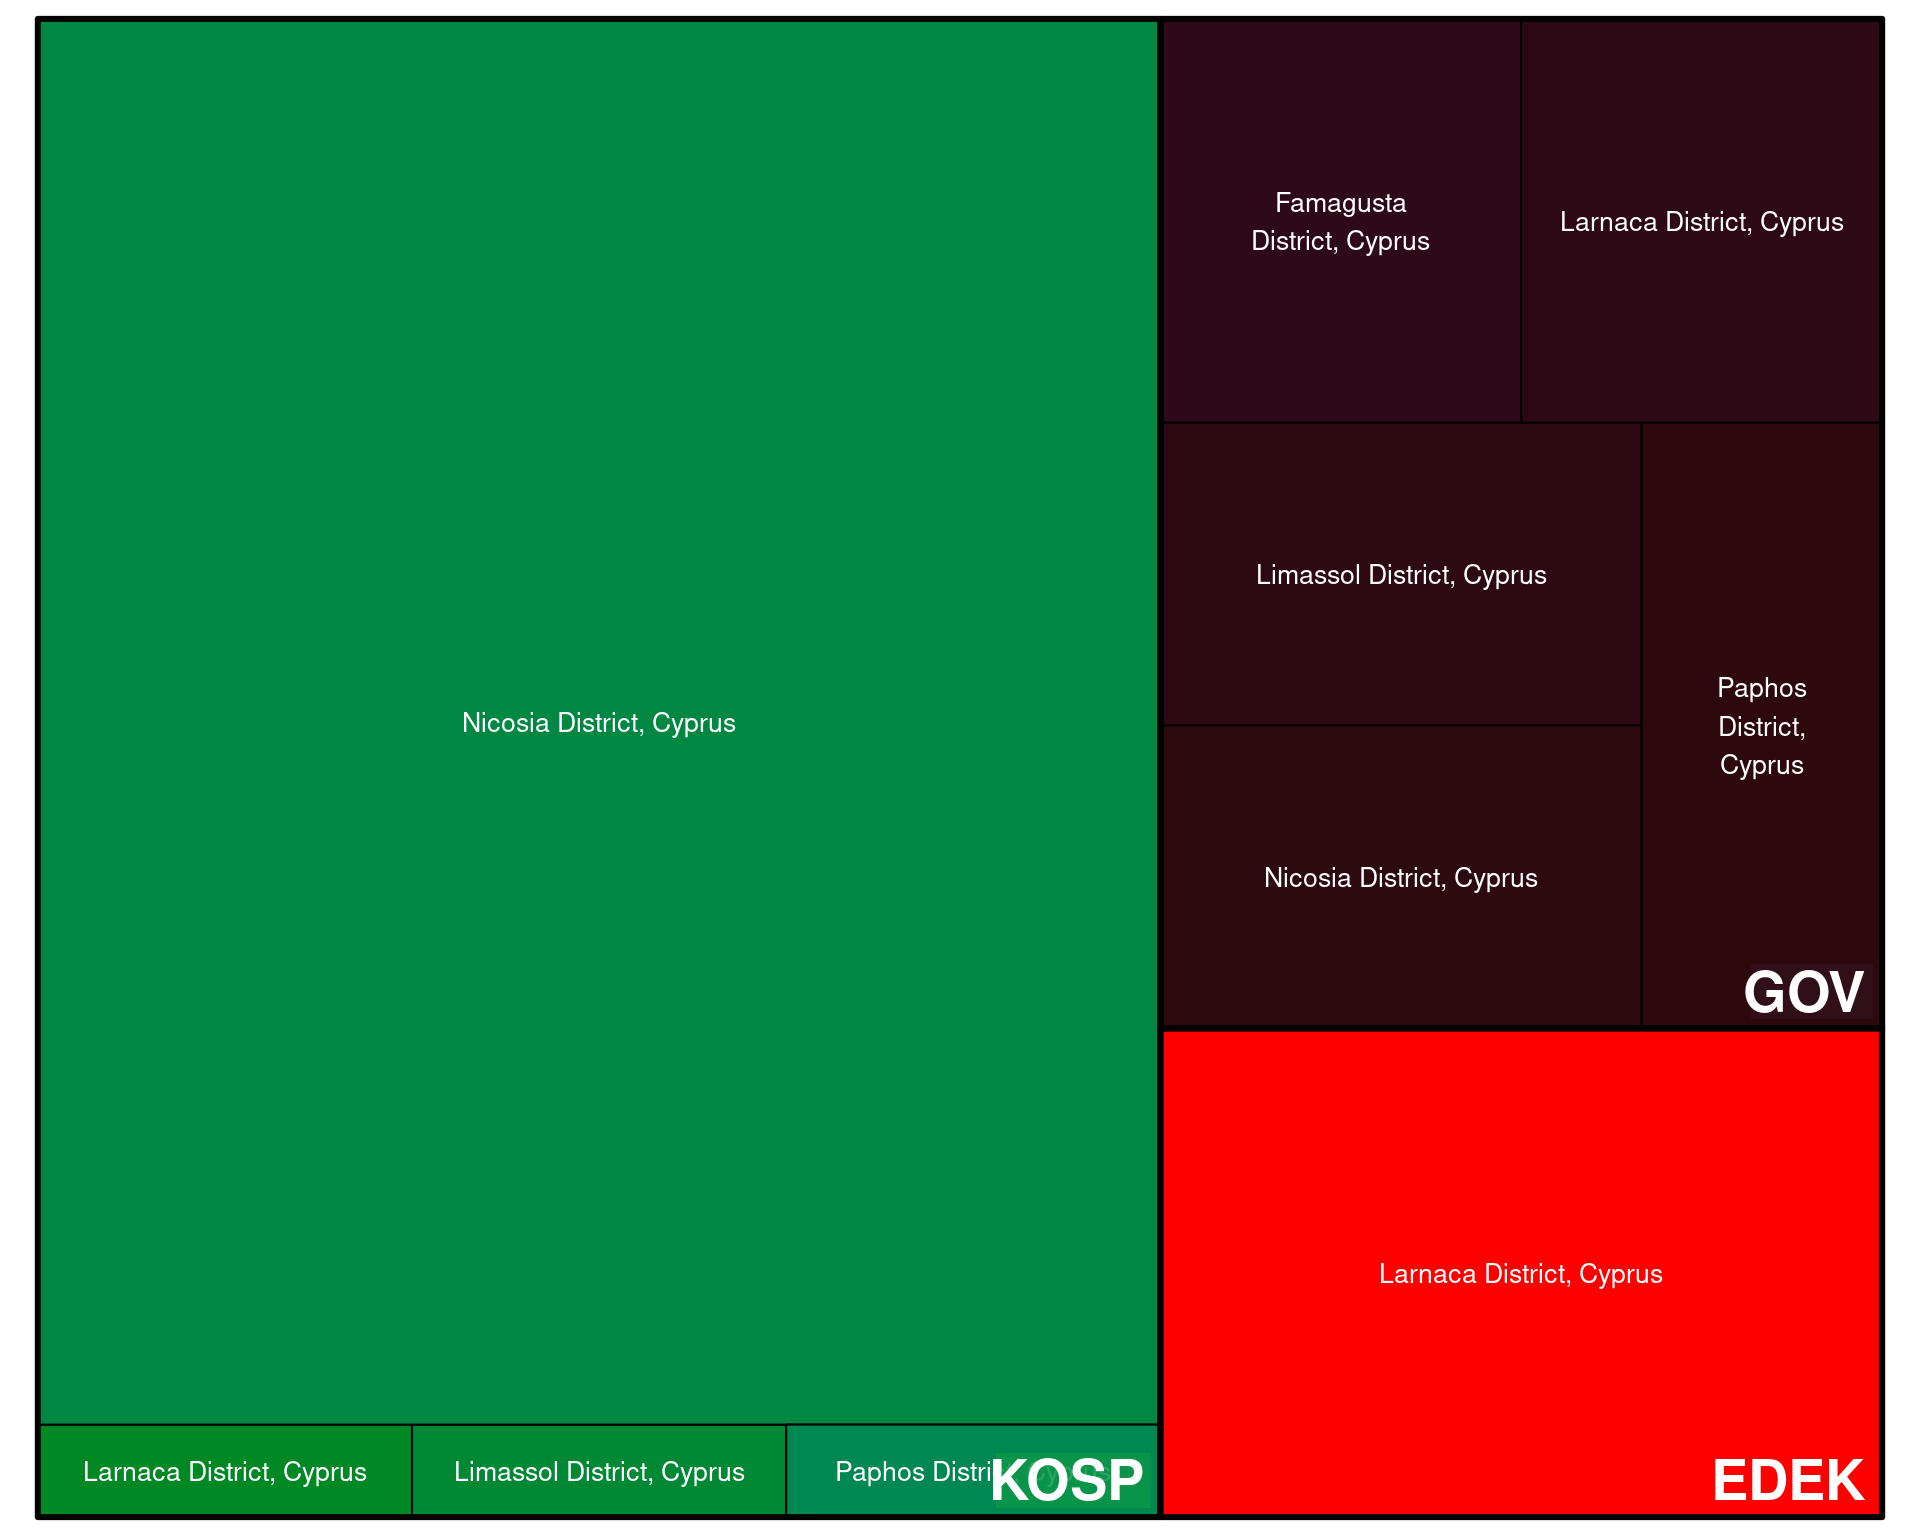 Nicosia District, Cyprus
Larnaca District, Cyprus
Limassol District, Cyprus
Paphos Distri
KOSP
Famagusta
District, Cyprus
Larnaca District, Cyprus
Limassol District, Cyprus
Nicosia District, Cyprus
Paphos
District,
Cyprus
GOV
Larnaca District, Cyprus
EDEK